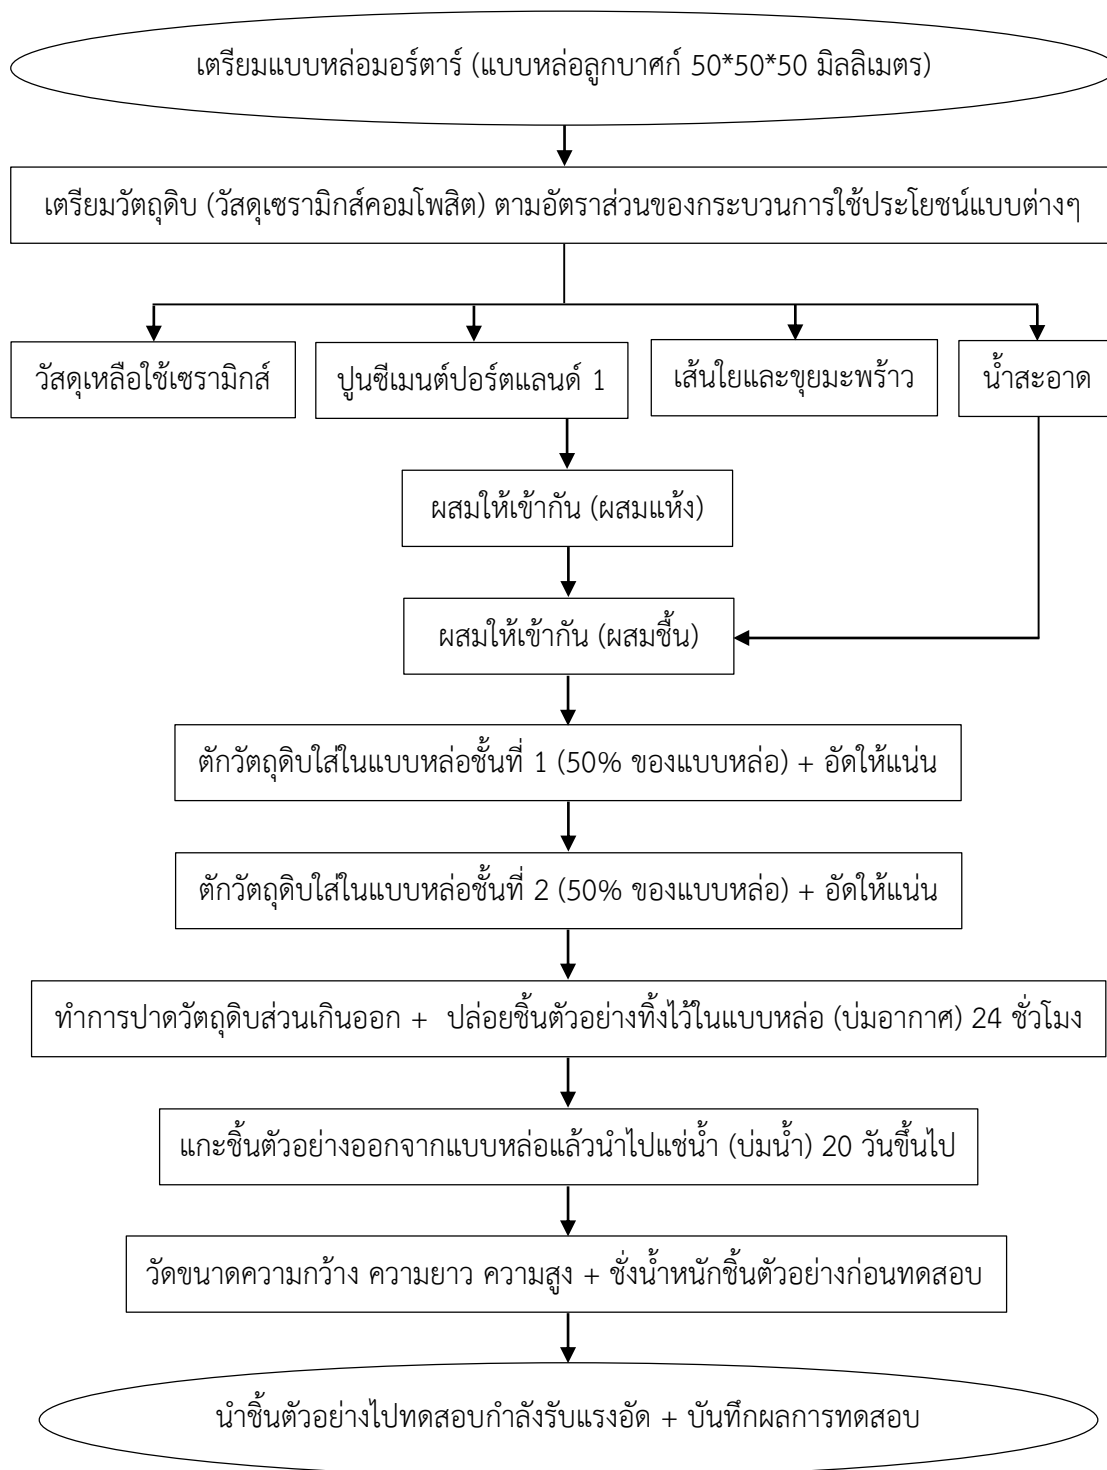 เตรียมแบบหล่อมอร์ตาร์ (แบบหล่อลูกบาศก์ 50*50*50 มิลลิเมตร)
เตรียมวัตถุดิบ (วัสดุเซรามิกส์คอมโพสิต) ตามอัตราส่วนของกระบวนการใช้ประโยชน์แบบต่างๆ
วัสดุเหลือใช้เซรามิกส์
ปูนซีเมนต์ปอร์ตแลนด์ 1
เส้นใยและขุยมะพร้าว
น้ำสะอาด
ผสมให้เข้ากัน (ผสมแห้ง)
ผสมให้เข้ากัน (ผสมชื้น)
ตักวัตถุดิบใส่ในแบบหล่อชั้นที่ 1 (50% ของแบบหล่อ) + อัดให้แน่น
ตักวัตถุดิบใส่ในแบบหล่อชั้นที่ 2 (50% ของแบบหล่อ) + อัดให้แน่น
ทำการปาดวัตถุดิบส่วนเกินออก + ปล่อยชิ้นตัวอย่างทิ้งไว้ในแบบหล่อ (บ่มอากาศ) 24 ชั่วโมง
แกะชิ้นตัวอย่างออกจากแบบหล่อแล้วนำไปแช่น้ำ (บ่มน้ำ) 20 วันขึ้นไป
วัดขนาดความกว้าง ความยาว ความสูง + ชั่งน้ำหนักชิ้นตัวอย่างก่อนทดสอบ
นำชิ้นตัวอย่างไปทดสอบกำลังรับแรงอัด + บันทึกผลการทดสอบ